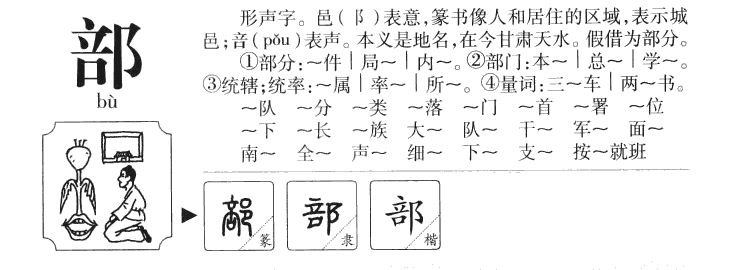 部
bù
形声字。邑(阝)表意,篆书像人和居住的区域,表示城
邑;咅(pǒu)表声。本义是地名,在今甘肃天水。假借为部分。
①部分:~件|局~|内~。②部门:本~|总~|学~。
③统辖;统率:~属|率~|所~。④量词:三~车|两~书。
~队 ~分 ~类 ~落 ~门 ~首 ~署 ~位
~下 ~长 ~族 大~ 队~ 干~ 军~ 面~
南~ 全~ 声~ 细~ 下~ 支~ 按~就班
篆 部 隶 部 楷